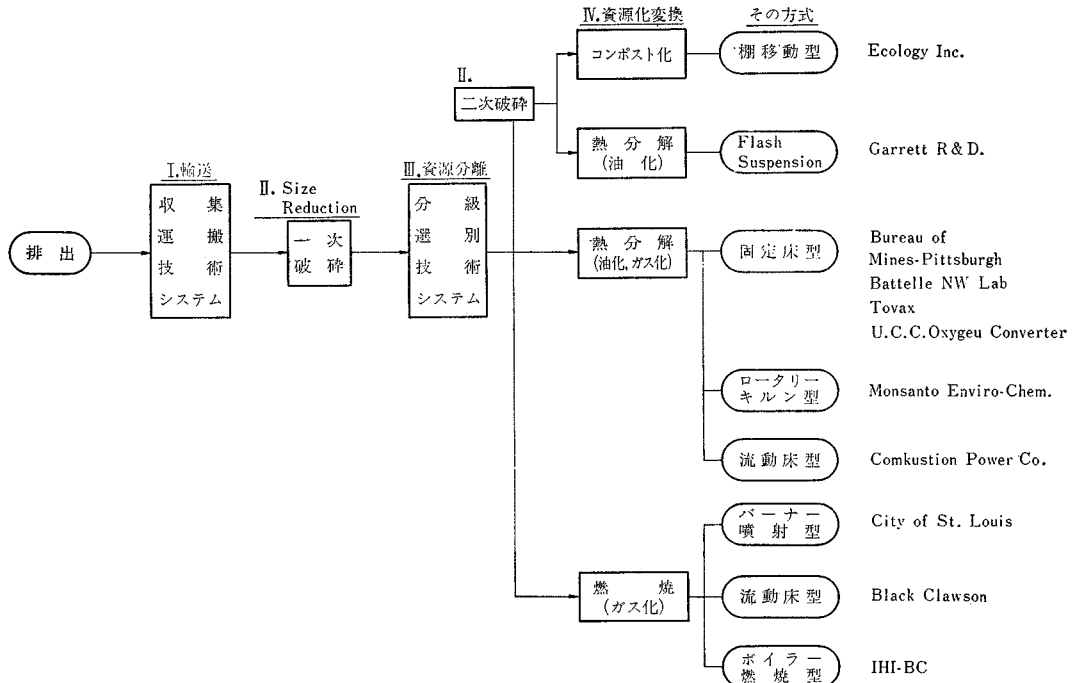 Ⅳ.資源化変換
その方式
コンポスト化
棚移動型
Ecology Inc.
Ⅱ.
二次破砕
熱分解
(油化)
Flash
Suspension
Garrett R&D.
Ⅰ.輸送
Ⅱ. Size
Reduction
Ⅲ.資源分離
排出
収集
運搬
技術
システム
一次
破砕
分級
選別
技術
システム
熱分解
(油化,ガス化)
固定床型
Bureau of
Mines-Pittsburgh
Battelle NW Lab
Tovax
U.C.C.Oxygeu Converter
ロータリー
キルン型
Monsanto Enviro-Chem.
流動床型
Comkustion Power Co.
バーナー
噴射型
City of St. Louis
燃焼
(ガス化)
流動床型
Black Clawson
ボイラー
燃焼型
IHI-BC